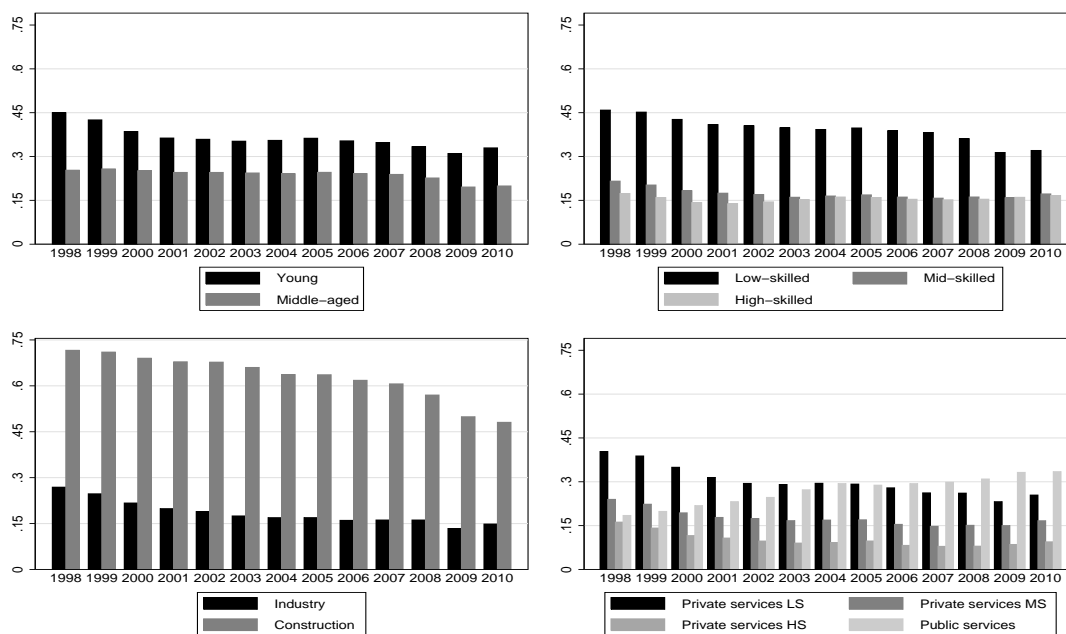 .75
.6
.45
.3
.15
0
1998 1999 2000 2001 2002 2003 2004 2005 2006 2007 2008 2009 2010
Young
Middle−aged
.75
.6
.45
.3
.15
0
1998 1999 2000 2001 2002 2003 2004 2005 2006 2007 2008 2009 2010
Low−skilled Mid−skilled
High−skilled
.75
.6
.45
.3
.15
0
1998 1999 2000 2001 2002 2003 2004 2005 2006 2007 2008 2009 2010
Industry
Construction
.75
.6
.45
.3
.15
0
1998 1999 2000 2001 2002 2003 2004 2005 2006 2007 2008 2009 2010
Private services LS Private services MS
Private services HS Public services